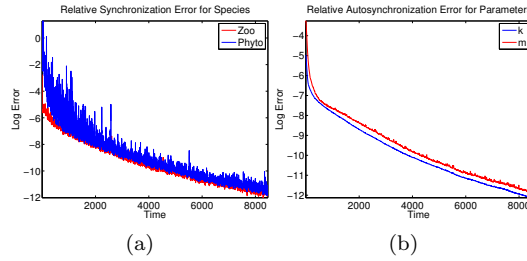 Relative Synchronization Error for Species
Zoo
Phyto
Log Error
0
−2
−4
−6
−8
−10
−12
2000
4000
6000
8000
Time
(a)
Relative Autosynchronization Error for Parameter
k
m
Log Error
−4
−5
−6
−7
−8
−9
−10
−11
−12
2000
4000
6000
8000
Time
(b)